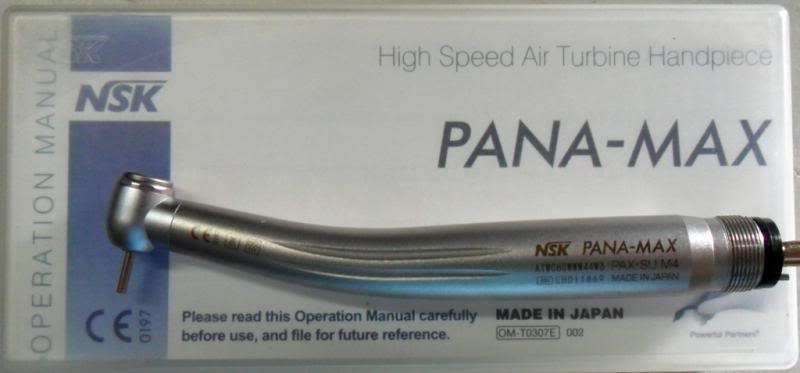 OPERATION MANUAL
NSK
High Speed Air Turbine Handpiece
PANA-MAX
NSK PANA-MAX
PAX-SU M4
MADE IN JAPAN
CE
0197
Please read this Operation Manual carefully
before use, and file for future reference.
MADE IN JAPAN
OM-T0307E 002
Powerful Partners®